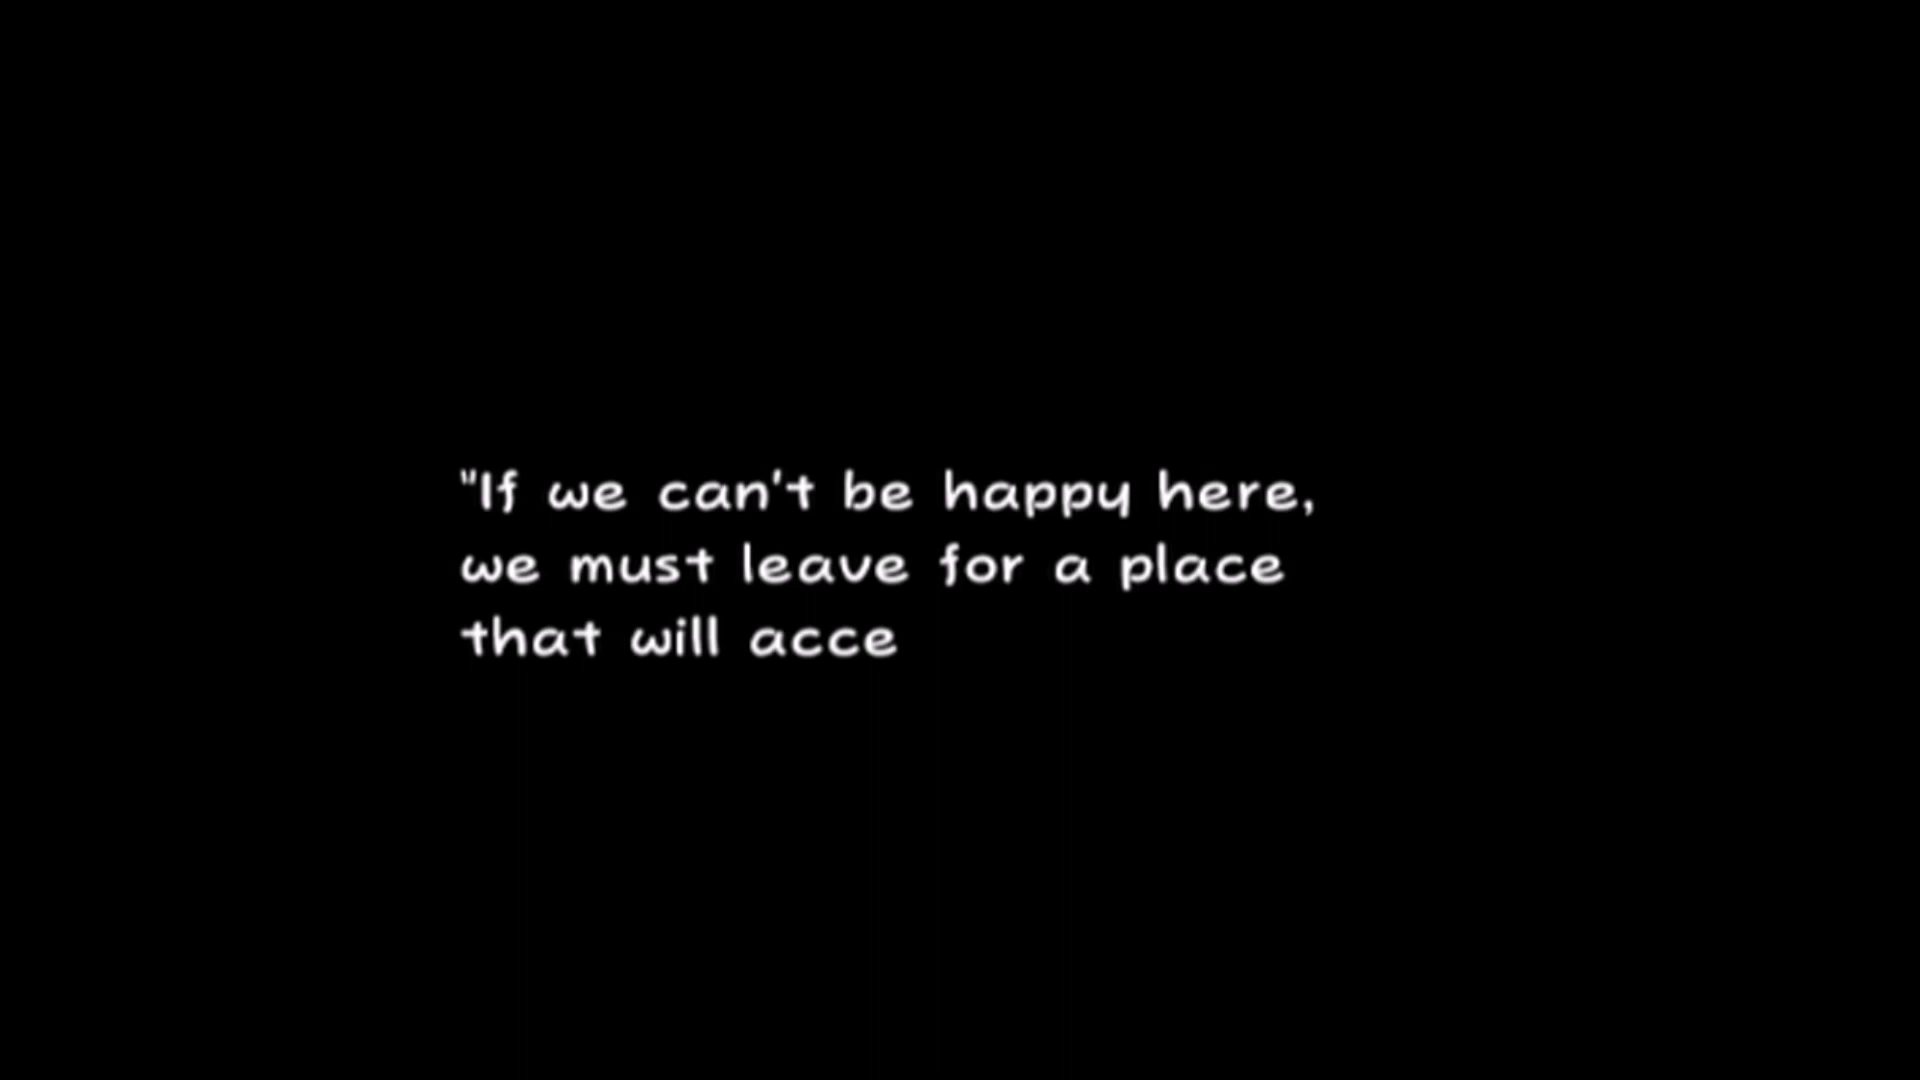 "If we can't be happy here,
we must leave for a place
that will acce